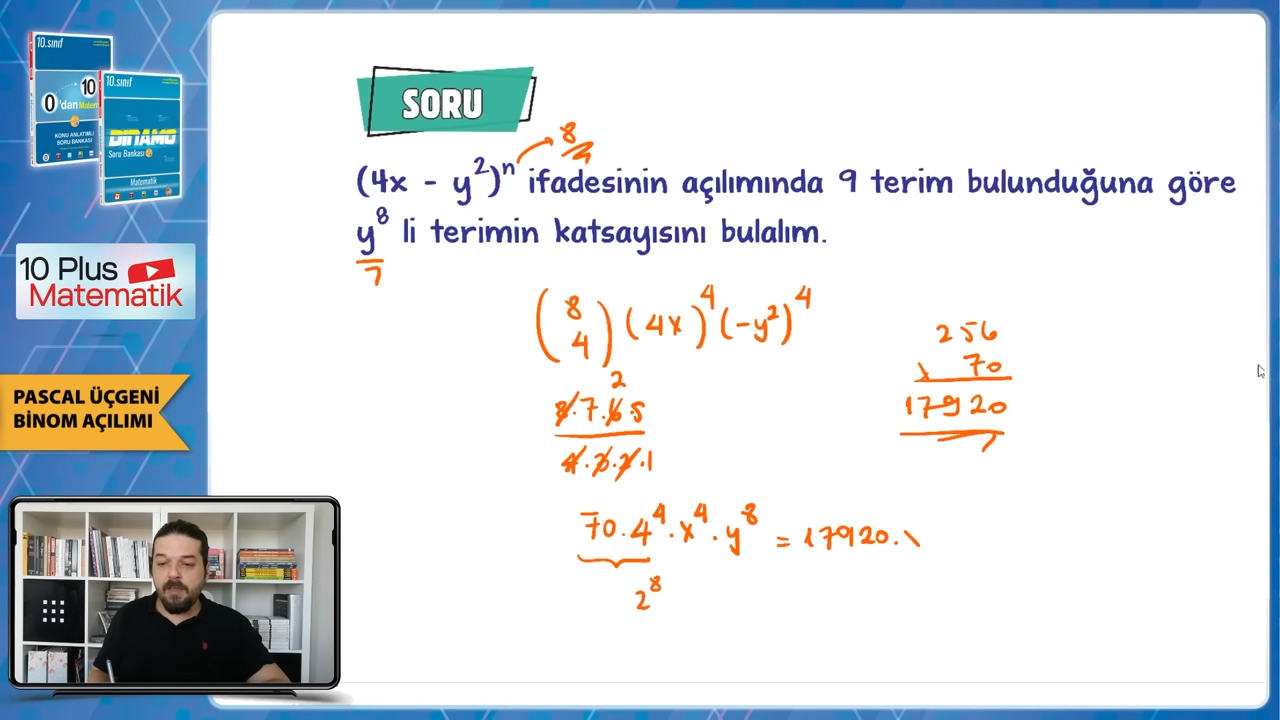 10.sınıf
0'dan 10
KONU ANLATIMLI
SORU BANKASI
10.sınıf
DİNAMO
Soru Bankası
Matematik
10 Plus
Matematik
PASCAL ÜÇGENİ
BİNOM AÇILIMI
SORU
8
(4x - y²)ⁿ ifadesinin açılımında 9 terim bulunduğuna göre
y⁸ li terimin katsayısını bulalım.
?
(8 4) (4x)⁴ (-y²)⁴
2
8.7.6.5
4.3.2.1
256
x 70
17920
70.4⁴.x⁴.y⁸ = 17920.
2⁸